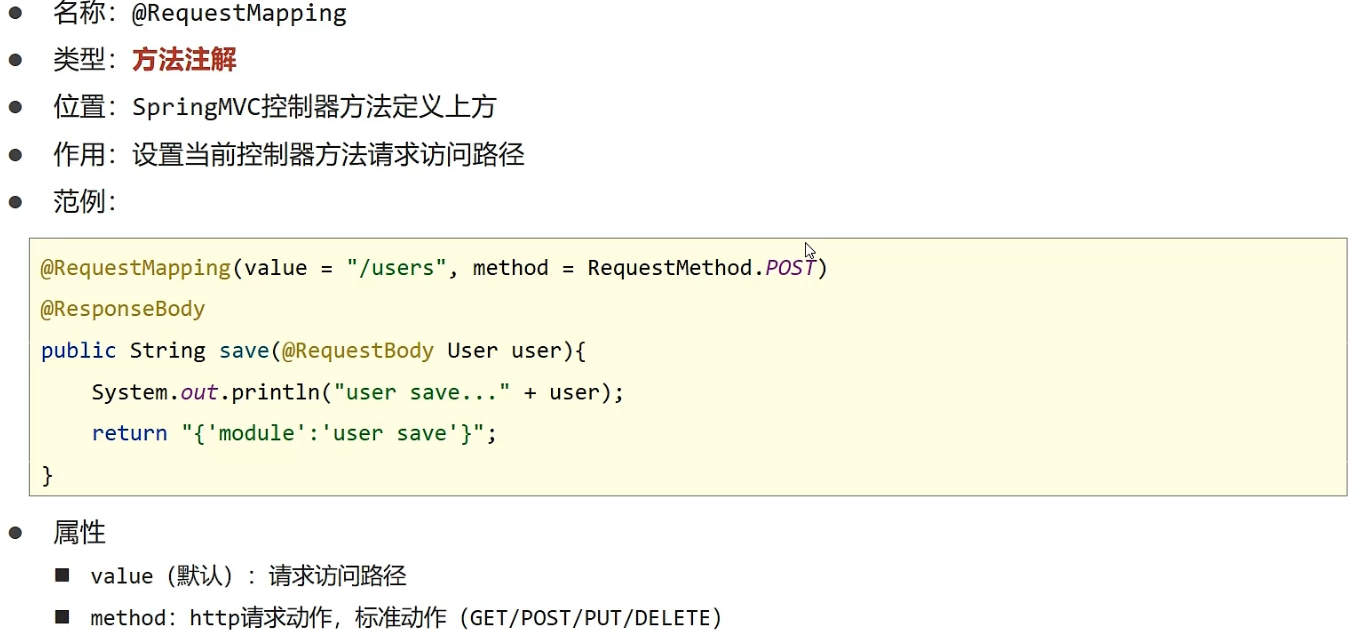 ● 名称：@RequestMapping
● 类型：方法注解
● 位置：SpringMVC控制器方法定义上方
● 作用：设置当前控制器方法请求访问路径
● 范例：
@RequestMapping(value = "/users", method = RequestMethod.POST)
@ResponseBody
public String save(@RequestBody User user){
    System.out.println("user save..." + user);
    return "{'module':'user save'}";
}
● 属性
■ value（默认）：请求访问路径
■ method：http请求动作，标准动作（GET/POST/PUT/DELETE）